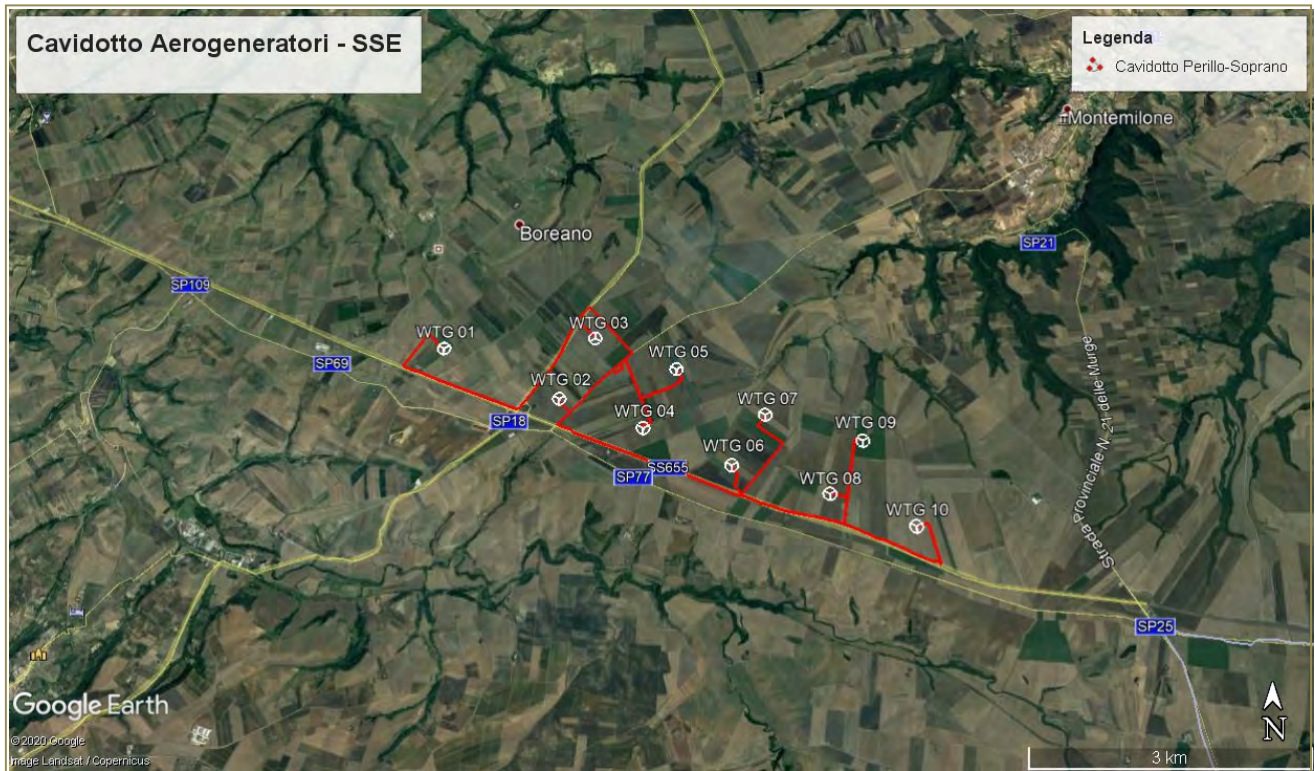 Cavidotto Aerogeneratori - SSE
Legenda
Cavidotto Perillo-Soprano
Montemilone
Boreano
SP21
SP109
WTG 01
WTG 03
SP69
WTG 05
WTG 02
WTG 04
WTG 07
SP18
WTG 09
WTG 06
SS655
SP77
WTG 08
WTG 10
Strada Provinciale N. 21 delle Murge
SP25
Google Earth
N
© 2020 Google
Image Landsat / Copernicus
3 km